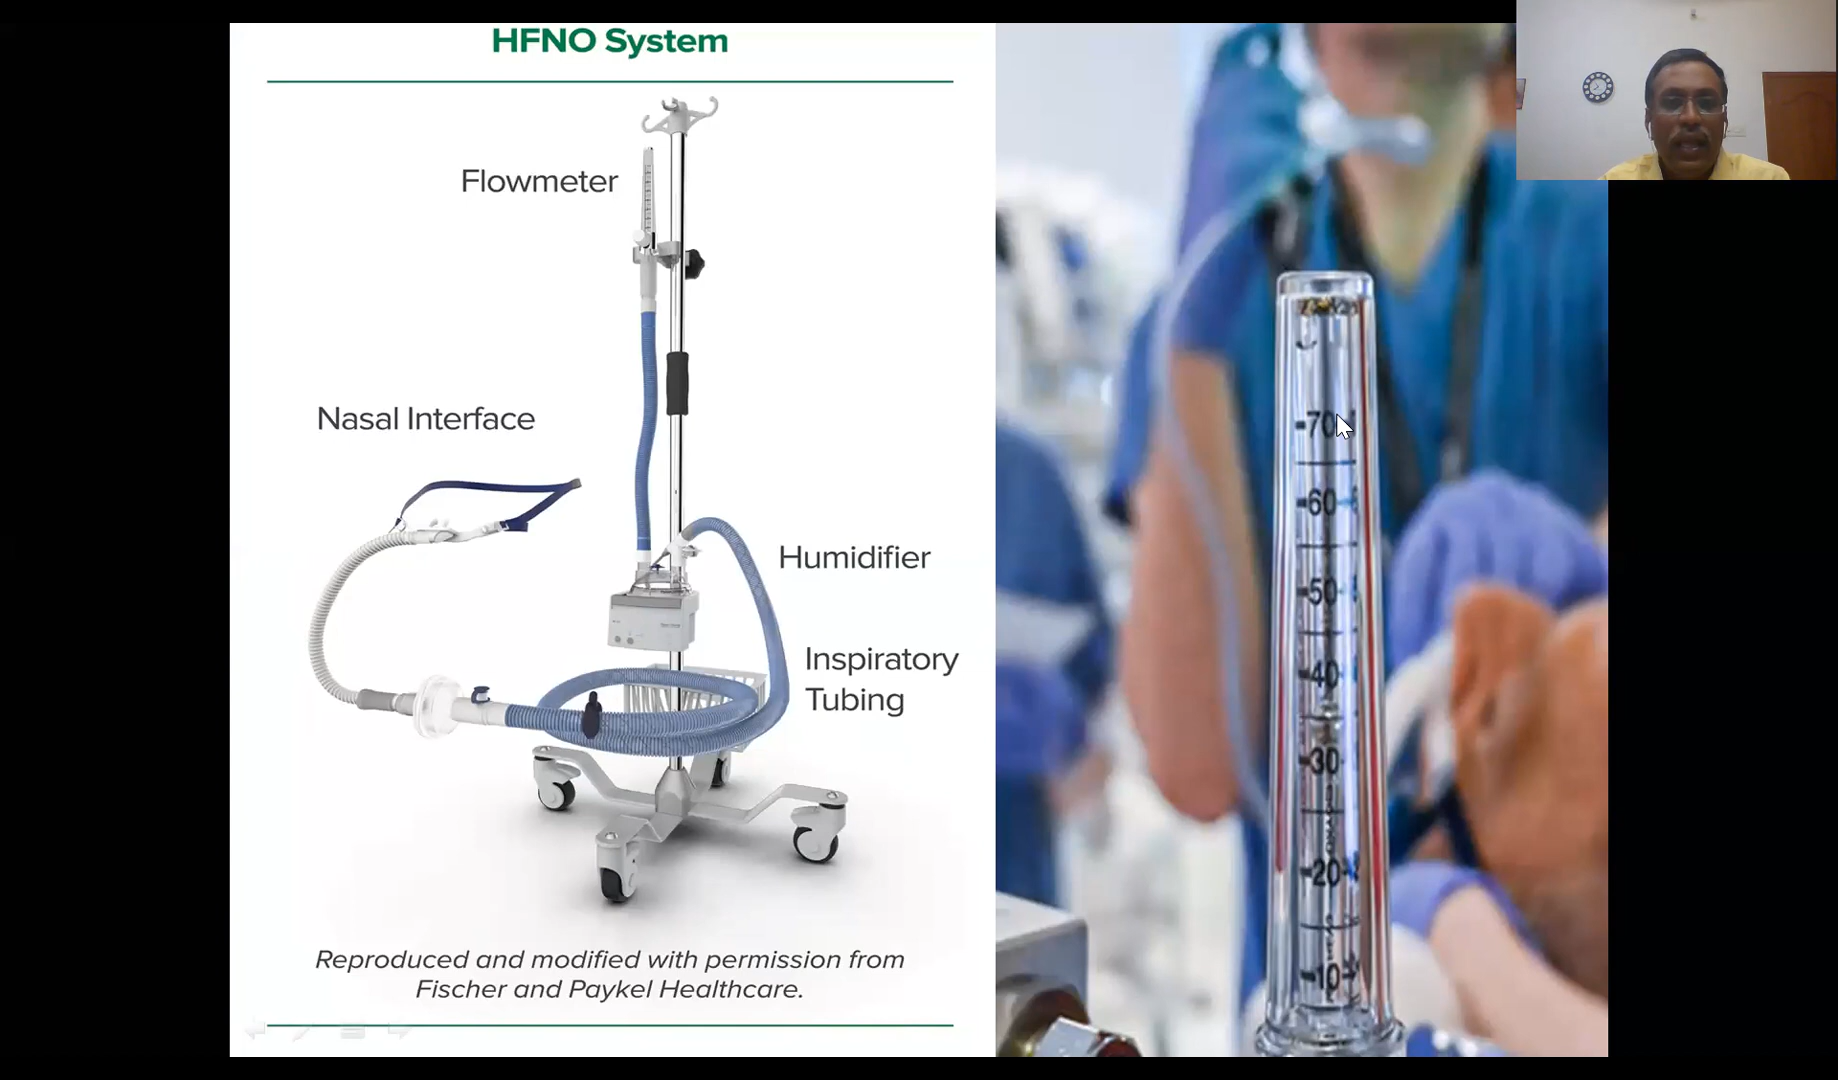 HFNO System
Flowmeter
Nasal Interface
Humidifier
Inspiratory
Tubing
Reproduced and modified with permission from
Fischer and Paykel Healthcare.
70
60
50
40
30
20
10